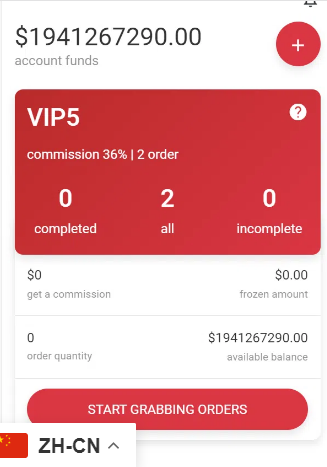 $1941267290.00
account funds
+
VIP5
?
commission 36% | 2 order
0 2 0
completed all incomplete
$0 $0.00
get a commission frozen amount
0 $1941267290.00
order quantity available balance
START GRABBING ORDERS
ZH-CN